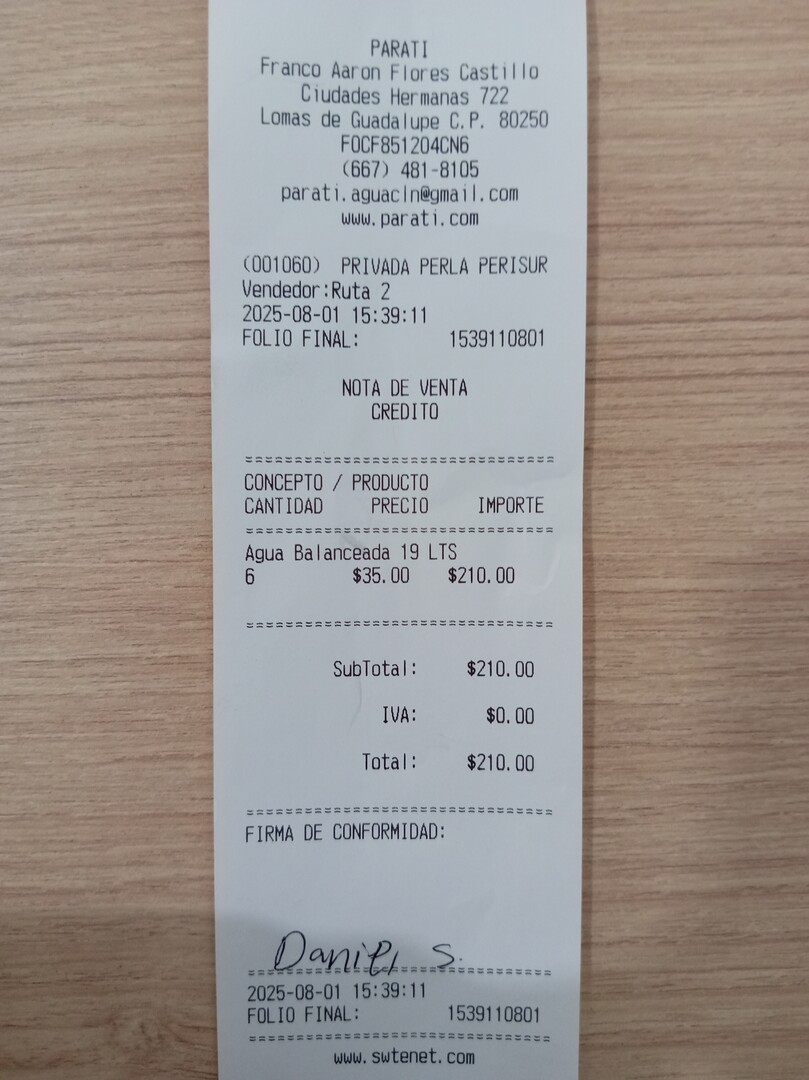 PARATI
Franco Aaron Flores Castillo
Ciudades Hermanas 722
Lomas de Guadalupe C.P. 80250
FOCF851204CN6
(667) 481-8105
parati.aguacln@gmail.com
www.parati.com
(001060) PRIVADA PERLA PERISUR
Vendedor:Ruta 2
2025-08-01 15:39:11
FOLIO FINAL: 1539110801
NOTA DE VENTA
CREDITO
================================
CONCEPTO / PRODUCTO
CANTIDAD PRECIO IMPORTE
================================
Agua Balanceada 19 LTS
6 $35.00 $210.00
================================
SubTotal: $210.00
IVA: $0.00
Total: $210.00
================================
FIRMA DE CONFORMIDAD:
Daniel S.
================================
2025-08-01 15:39:11
FOLIO FINAL: 1539110801
================================
www.swtenet.com